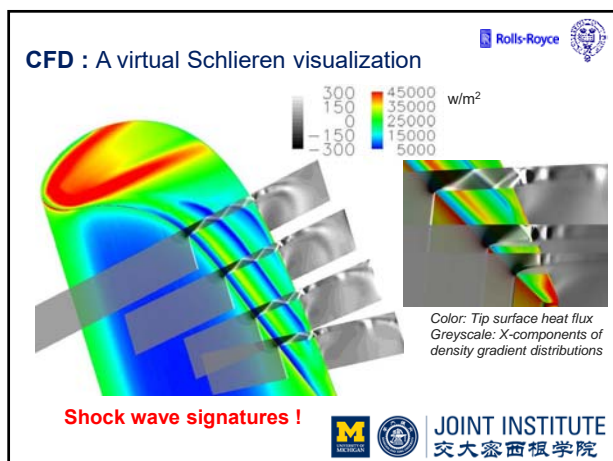 Rolls-Royce
CFD : A virtual Schlieren visualization
300
150
0
-150
-300
45000
35000
25000
15000
5000
w/m²
Color: Tip surface heat flux
Greyscale: X-components of
density gradient distributions
Shock wave signatures !
M
UNIVERSITY OF
MICHIGAN
JOINT INSTITUTE
交大密西根学院